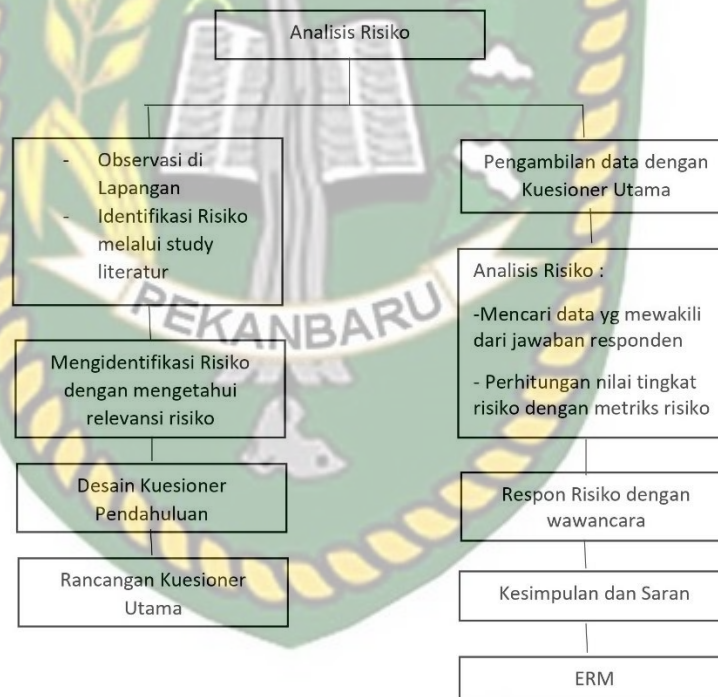 Analisis Risiko
- Observasi di
Lapangan
- Identifikasi Risiko
melalui study
literatur
Mengidentifikasi Risiko
dengan mengetahui
relevansi risiko
Desain Kuesioner
Pendahuluan
Rancangan Kuesioner
Utama
Pengambilan data dengan
Kuesioner Utama
Analisis Risiko :
-Mencari data yg mewakili
dari jawaban responden
- Perhitungan nilai tingkat
risiko dengan metriks risiko
Respon Risiko dengan
wawancara
Kesimpulan dan Saran
ERM
PEKANBARU